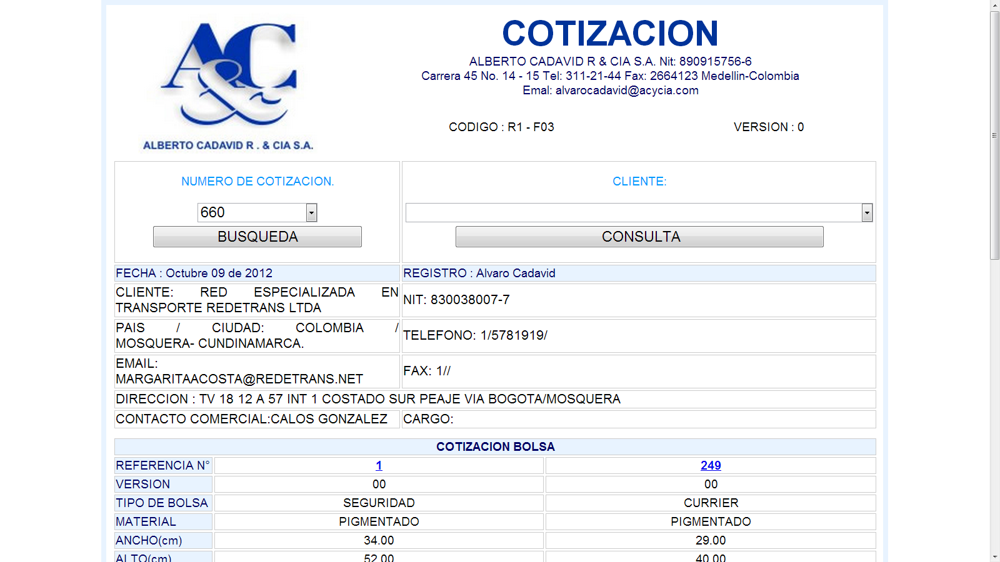 A&C
ALBERTO CADAVID R . & CIA S.A.
COTIZACION
ALBERTO CADAVID R & CIA S.A. Nit: 890915756-6
Carrera 45 No. 14 - 15 Tel: 311-21-44 Fax: 2664123 Medellin-Colombia
Emal: alvarocadavid@acycia.com
CODIGO : R1 - F03 VERSION : 0
NUMERO DE COTIZACION. CLIENTE:
660
BUSQUEDA CONSULTA
FECHA : Octubre 09 de 2012 REGISTRO : Alvaro Cadavid
CLIENTE: RED ESPECIALIZADA EN
TRANSPORTE REDETRANS LTDA
NIT: 830038007-7
PAIS / CIUDAD: COLOMBIA /
MOSQUERA- CUNDINAMARCA.
TELEFONO: 1/5781919/
EMAIL:
MARGARITAACOSTA@REDETRANS.NET
FAX: 1//
DIRECCION : TV 18 12 A 57 INT 1 COSTADO SUR PEAJE VIA BOGOTA/MOSQUERA
CONTACTO COMERCIAL:CALOS GONZALEZ CARGO:
COTIZACION BOLSA
REFERENCIA N° 1 249
VERSION 00 00
TIPO DE BOLSA SEGURIDAD CURRIER
MATERIAL PIGMENTADO PIGMENTADO
ANCHO(cm) 34.00 29.00
ALTO(cm) 52.00 40.00